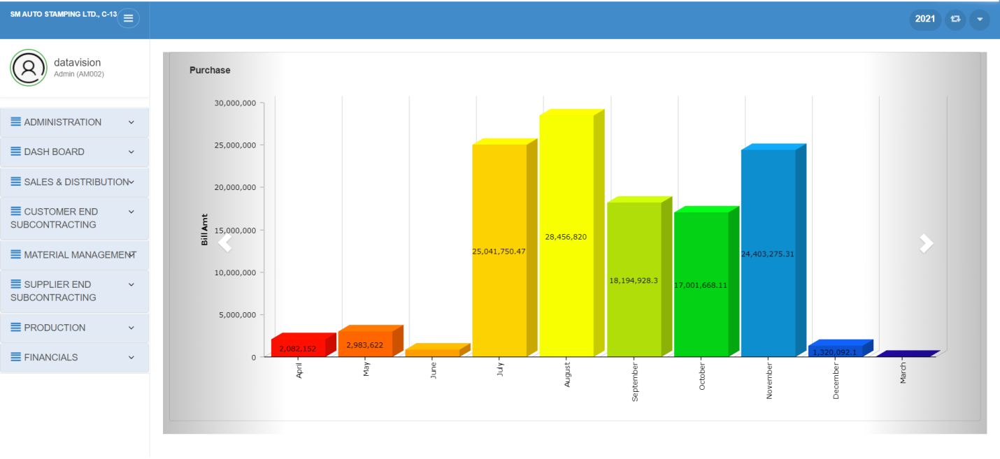 SM AUTO STAMPING LTD., C-13
2021
datavision
Admin (AM002)
ADMINISTRATION
DASH BOARD
SALES & DISTRIBUTION
CUSTOMER END
SUBCONTRACTING
MATERIAL MANAGEMENT
SUPPLIER END
SUBCONTRACTING
PRODUCTION
FINANCIALS
Purchase
Bill Amt
30,000,000
25,000,000
20,000,000
15,000,000
10,000,000
5,000,000
0
2,082,152
2,983,622
25,041,750.47
28,456,820
18,194,928.3
17,001,668.11
24,403,275.31
1,320,092.1
April
May
June
July
August
September
October
November
December
March